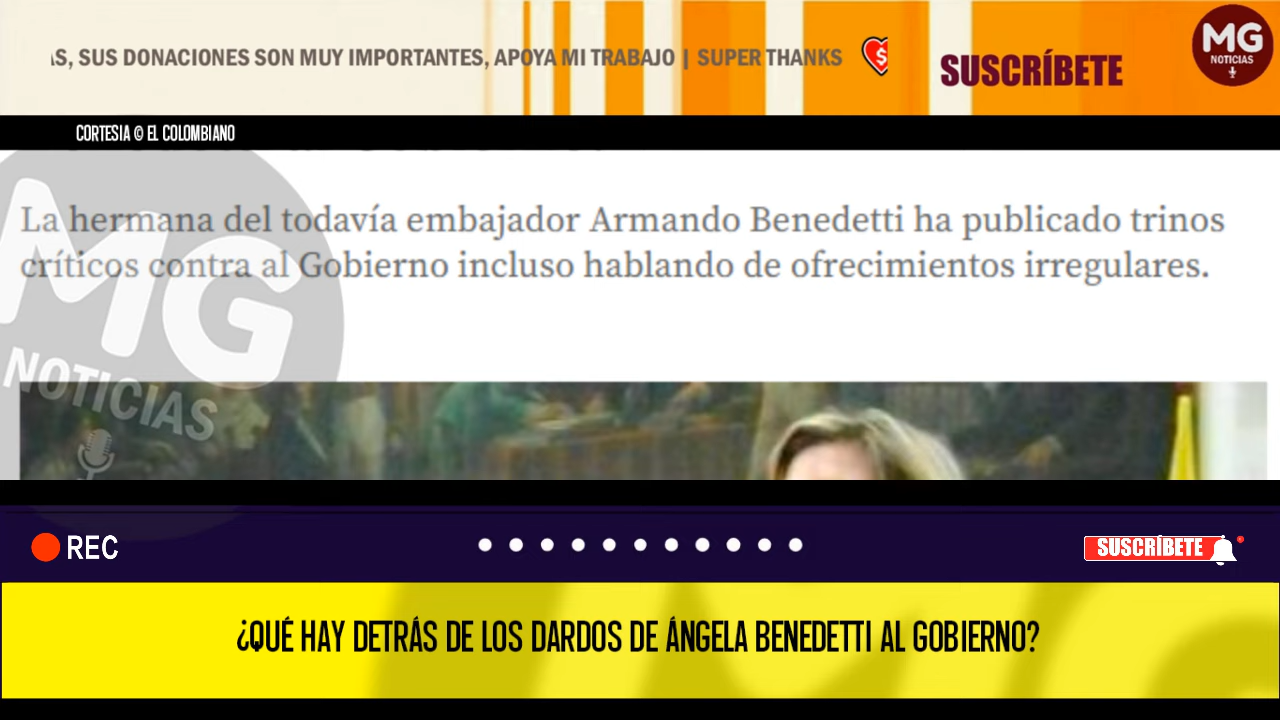 AS, SUS DONACIONES SON MUY IMPORTANTES, APOYA MI TRABAJO | SUPER THANKS
SUSCRÍBETE
MG
NOTICIAS
CORTESIA © EL COLOMBIANO
La hermana del todavía embajador Armando Benedetti ha publicado trinos
críticos contra al Gobierno incluso hablando de ofrecimientos irregulares.
MG
NOTICIAS
REC
SUSCRÍBETE
¿QUÉ HAY DETRÁS DE LOS DARDOS DE ÁNGELA BENEDETTI AL GOBIERNO?